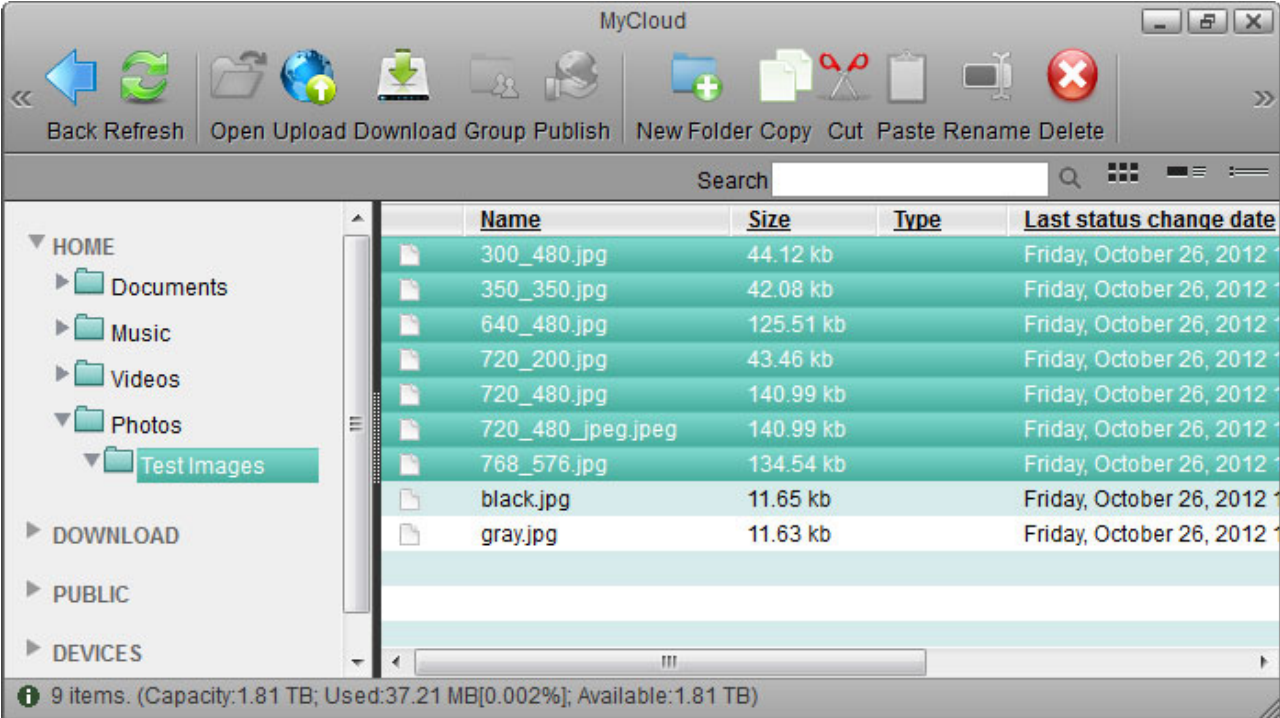 MyCloud
Back Refresh Open Upload Download Group Publish New Folder Copy Cut Paste Rename Delete
Search
Name Size Type Last status change date
HOME
Documents
Music
Videos
Photos
Test Images
DOWNLOAD
PUBLIC
DEVICES
300_480.jpg 44.12 kb Friday, October 26, 2012
350_350.jpg 42.08 kb Friday, October 26, 2012
640_480.jpg 125.51 kb Friday, October 26, 2012
720_200.jpg 43.46 kb Friday, October 26, 2012
720_480.jpg 140.99 kb Friday, October 26, 2012
720_480_jpeg.jpeg 140.99 kb Friday, October 26, 2012
768_576.jpg 134.54 kb Friday, October 26, 2012
black.jpg 11.65 kb Friday, October 26, 2012
gray.jpg 11.63 kb Friday, October 26, 2012
9 items. (Capacity:1.81 TB; Used:37.21 MB[0.002%]; Available:1.81 TB)